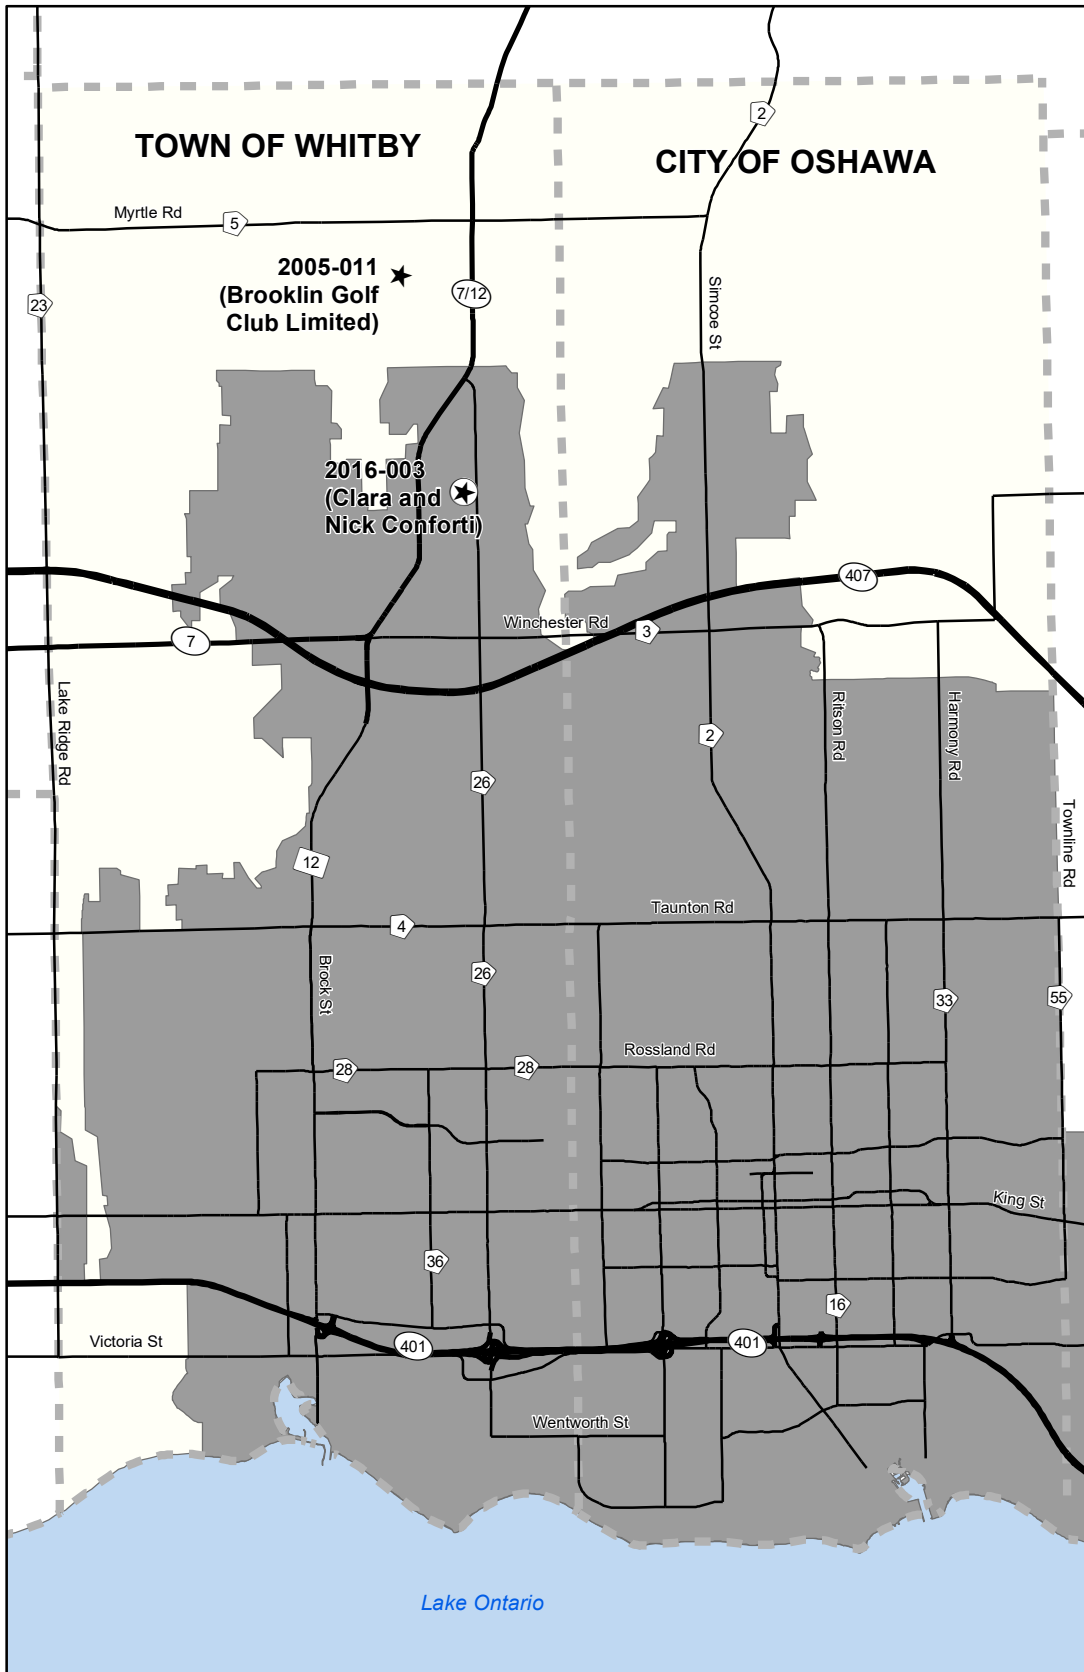 2
TOWN OF WHITBY
CITY OF OSHAWA
Myrtle Rd
5
2005-011
(Brooklin Golf
Club Limited)
7/12
23
Simcoe St
2016-003
(Clara and
Nick Conforti)
407
Winchester Rd
3
7
Lake Ridge Rd
Ritson Rd
Harmony Rd
2
26
Townline Rd
12
Taunton Rd
4
Brock St
26
33
55
Rossland Rd
28
28
King St
36
16
Victoria St
401
401
Wentworth St
Lake Ontario